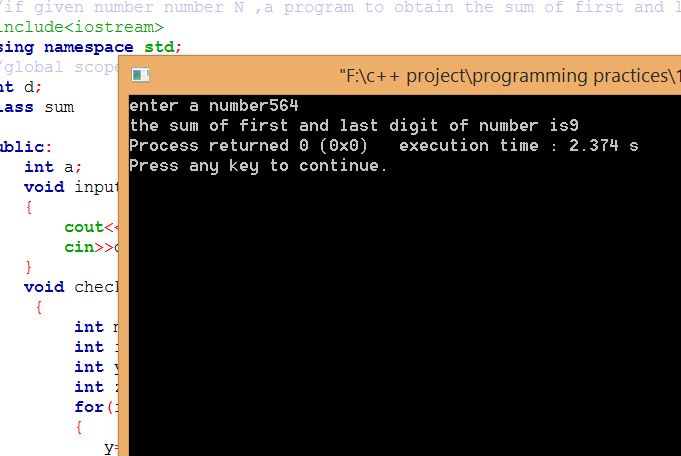 /if given number number N ,a program to obtain the sum of first and l
include<iostream>
sing namespace std;
/global scope
nt d;
lass sum
ublic:
int a;
void input
{
cout<<
cin>>
}
void check
{
int
int
int y
int
for(
{
y=
"F:\c++ project\programming practices\1
enter a number564
the sum of first and last digit of number is9
Process returned 0 (0x0) execution time : 2.374 s
Press any key to continue.